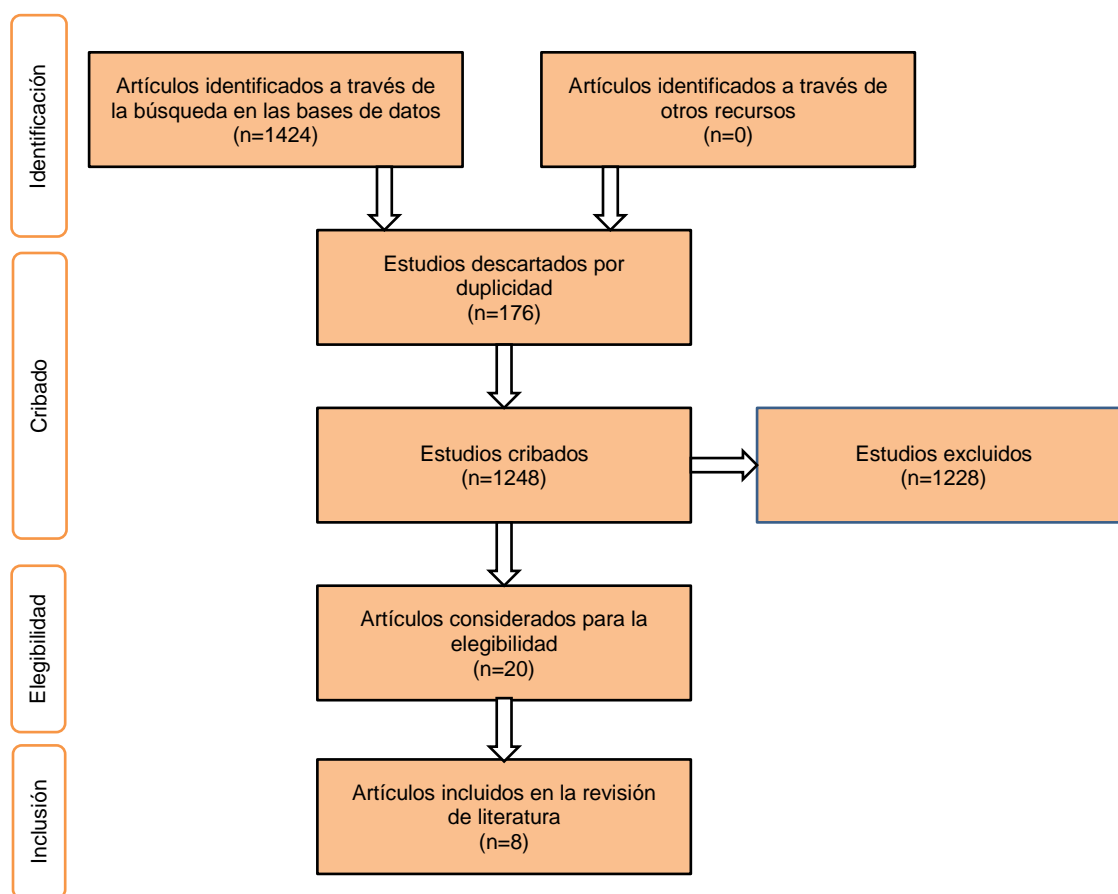 Identificación
Artículos identificados a través de
la búsqueda en las bases de datos
(n=1424)
Artículos identificados a través de
otros recursos
(n=0)
Cribado
Estudios descartados por
duplicidad
(n=176)
Estudios cribados
(n=1248)
Estudios excluidos
(n=1228)
Elegibilidad
Artículos considerados para la
elegibilidad
(n=20)
Inclusión
Artículos incluidos en la revisión
de literatura
(n=8)